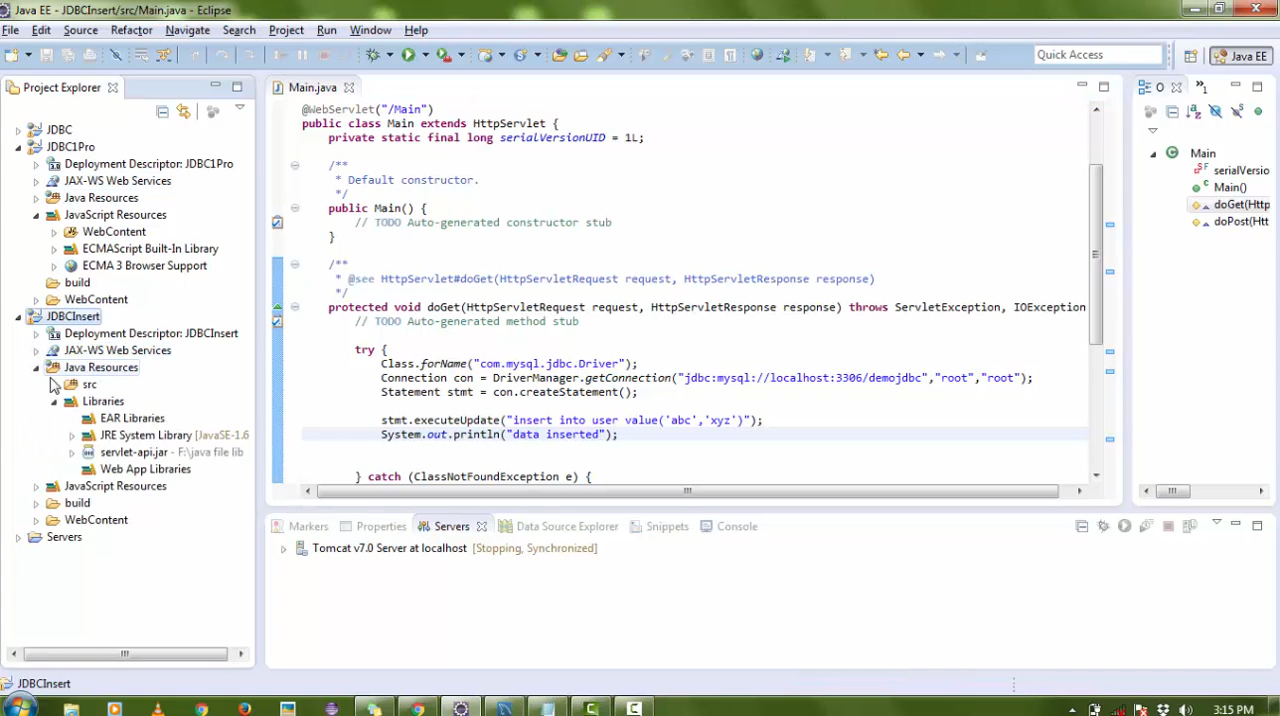 Java EE - JDBCInsert/src/Main.java - Eclipse
File Edit Source Refactor Navigate Search Project Run Window Help
Quick Access
Java EE
Project Explorer
JDBC
JDBC1Pro
Deployment Descriptor: JDBC1Pro
JAX-WS Web Services
Java Resources
JavaScript Resources
WebContent
ECMAScript Built-In Library
ECMA 3 Browser Support
build
WebContent
JDBCInsert
Deployment Descriptor: JDBCInsert
JAX-WS Web Services
Java Resources
src
Libraries
EAR Libraries
JRE System Library [JavaSE-1.6
servlet-api.jar - F:\java file lib
Web App Libraries
JavaScript Resources
build
WebContent
Servers
Main.java
@WebServlet("/Main")
public class Main extends HttpServlet {
private static final long serialVersionUID = 1L;
/**
* Default constructor.
*/
public Main() {
// TODO Auto-generated constructor stub
}
/**
* @see HttpServlet#doGet(HttpServletRequest request, HttpServletResponse response)
*/
protected void doGet(HttpServletRequest request, HttpServletResponse response) throws ServletException, IOException
// TODO Auto-generated method stub
try {
Class.forName("com.mysql.jdbc.Driver");
Connection con = DriverManager.getConnection("jdbc:mysql://localhost:3306/demojdbc","root","root");
Statement stmt = con.createStatement();
stmt.executeUpdate("insert into user value('abc','xyz')");
System.out.println("data inserted");
} catch (ClassNotFoundException e) {
O
1
Main
serialVersio
Main()
doGet(Http
doPost(Htt
Markers Properties Servers Data Source Explorer Snippets Console
Tomcat v7.0 Server at localhost [Stopping, Synchronized]
JDBCInsert
3:15 PM